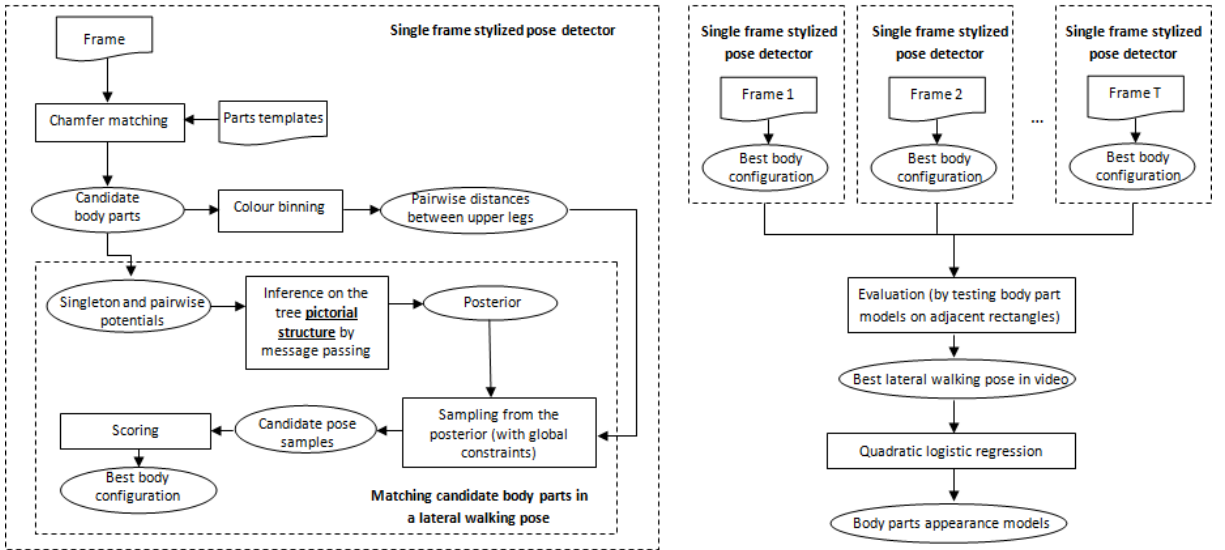 Frame
Single frame stylized pose detector
Chamfer matching
Parts templates
Candidate
body parts
Colour binning
Pairwise distances
between upper legs
Singleton and pairwise
potentials
Inference on the
tree pictorial
structure by
message passing
Posterior
Scoring
Candidate pose
samples
Sampling from the
posterior (with global
constraints)
Best body
configuration
Matching candidate body parts in
a lateral walking pose
Single frame stylized
pose detector
Frame 1
Best body
configuration
Single frame stylized
pose detector
Frame 2
Best body
configuration
...
Single frame stylized
pose detector
Frame T
Best body
configuration
Evaluation (by testing body part
models on adjacent rectangles)
Best lateral walking pose in video
Quadratic logistic regression
Body parts appearance models